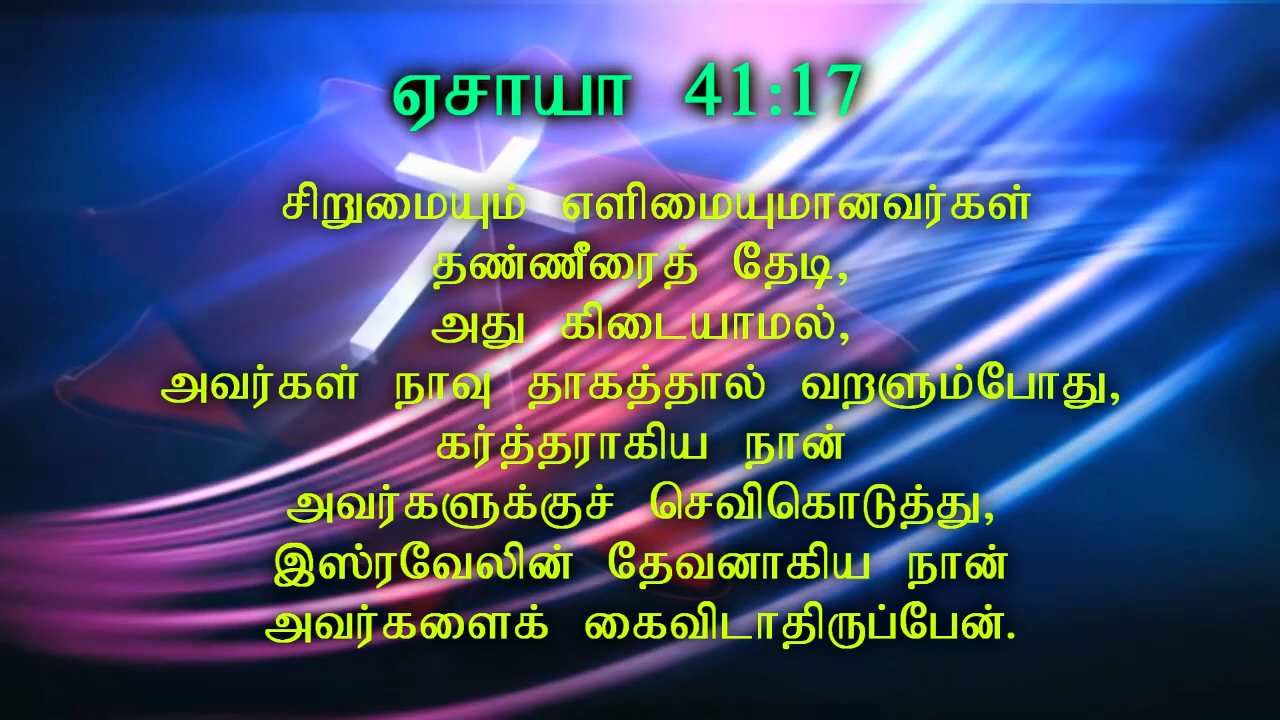 ஏசாயா 41:17
சிறுமையும் எளிமையுமானவர்கள்
தண்ணீரைத் தேடி,
அது கிடையாமல்,
அவர்கள் நாவு தாகத்தால் வறளும்போது,
கர்த்தராகிய நான்
அவர்களுக்குச் செவிகொடுத்து,
இஸ்ரவேலின் தேவனாகிய நான்
அவர்களைக் கைவிடாதிருப்பேன்.